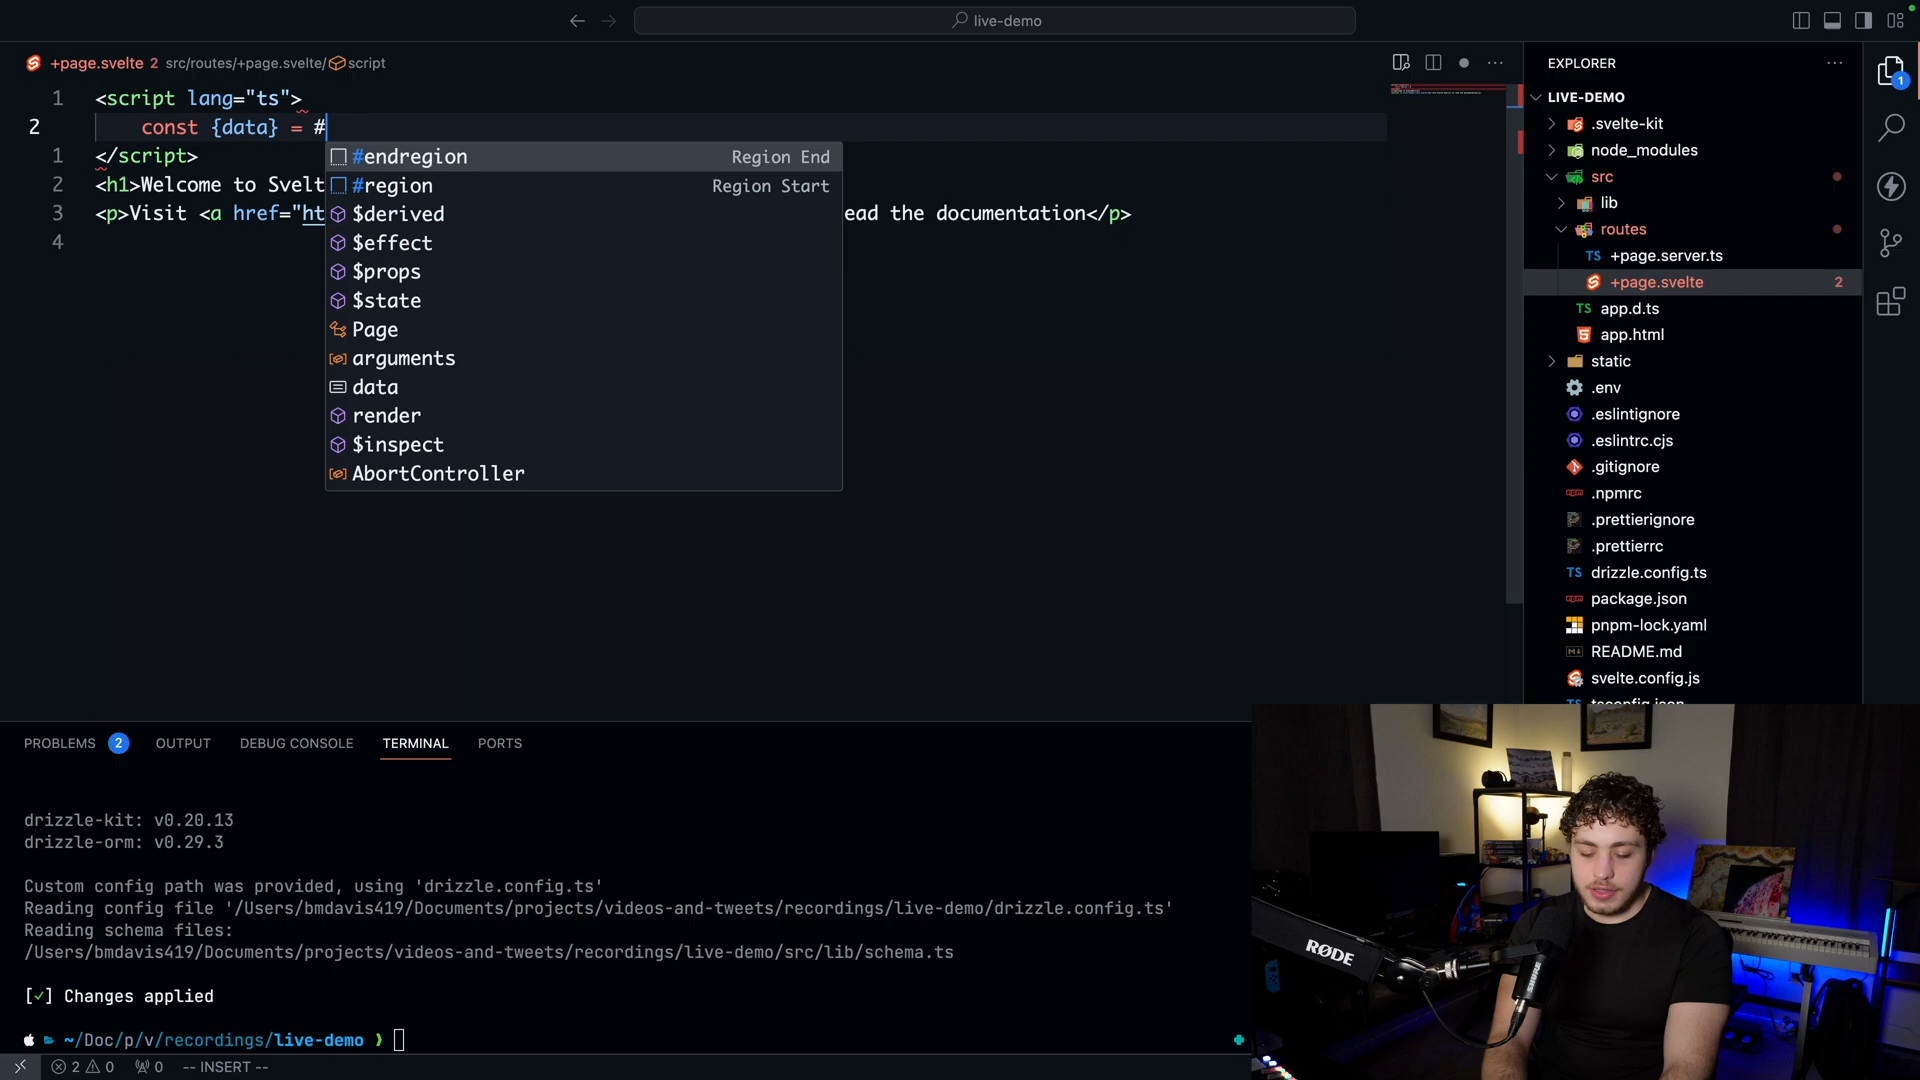 live-demo
+page.svelte 2 src/routes/+page.svelte/ script
EXPLORER
1 <script lang="ts">
2 const {data} = #
1 </script>
2 <h1>Welcome to Svelt
3 <p>Visit <a href="ht ead the documentation</p>
4
#endregion Region End
#region Region Start
$derived
$effect
$props
$state
Page
arguments
data
render
$inspect
AbortController
LIVE-DEMO
.svelte-kit
node_modules
src
lib
routes
+page.server.ts
+page.svelte 2
app.d.ts
app.html
static
.env
.eslintignore
.eslintrc.cjs
.gitignore
.npmrc
.prettierignore
.prettierrc
drizzle.config.ts
package.json
pnpm-lock.yaml
README.md
svelte.config.js
tsconfig.json
1
PROBLEMS 2 OUTPUT DEBUG CONSOLE TERMINAL PORTS
drizzle-kit: v0.20.13
drizzle-orm: v0.29.3
Custom config path was provided, using 'drizzle.config.ts'
Reading config file '/Users/bmdavis419/Documents/projects/videos-and-tweets/recordings/live-demo/drizzle.config.ts'
Reading schema files:
/Users/bmdavis419/Documents/projects/videos-and-tweets/recordings/live-demo/src/lib/schema.ts
[✓] Changes applied
~/Doc/p/v/recordings/live-demo ❯
2 0 0 -- INSERT --
RØDE
SHURE